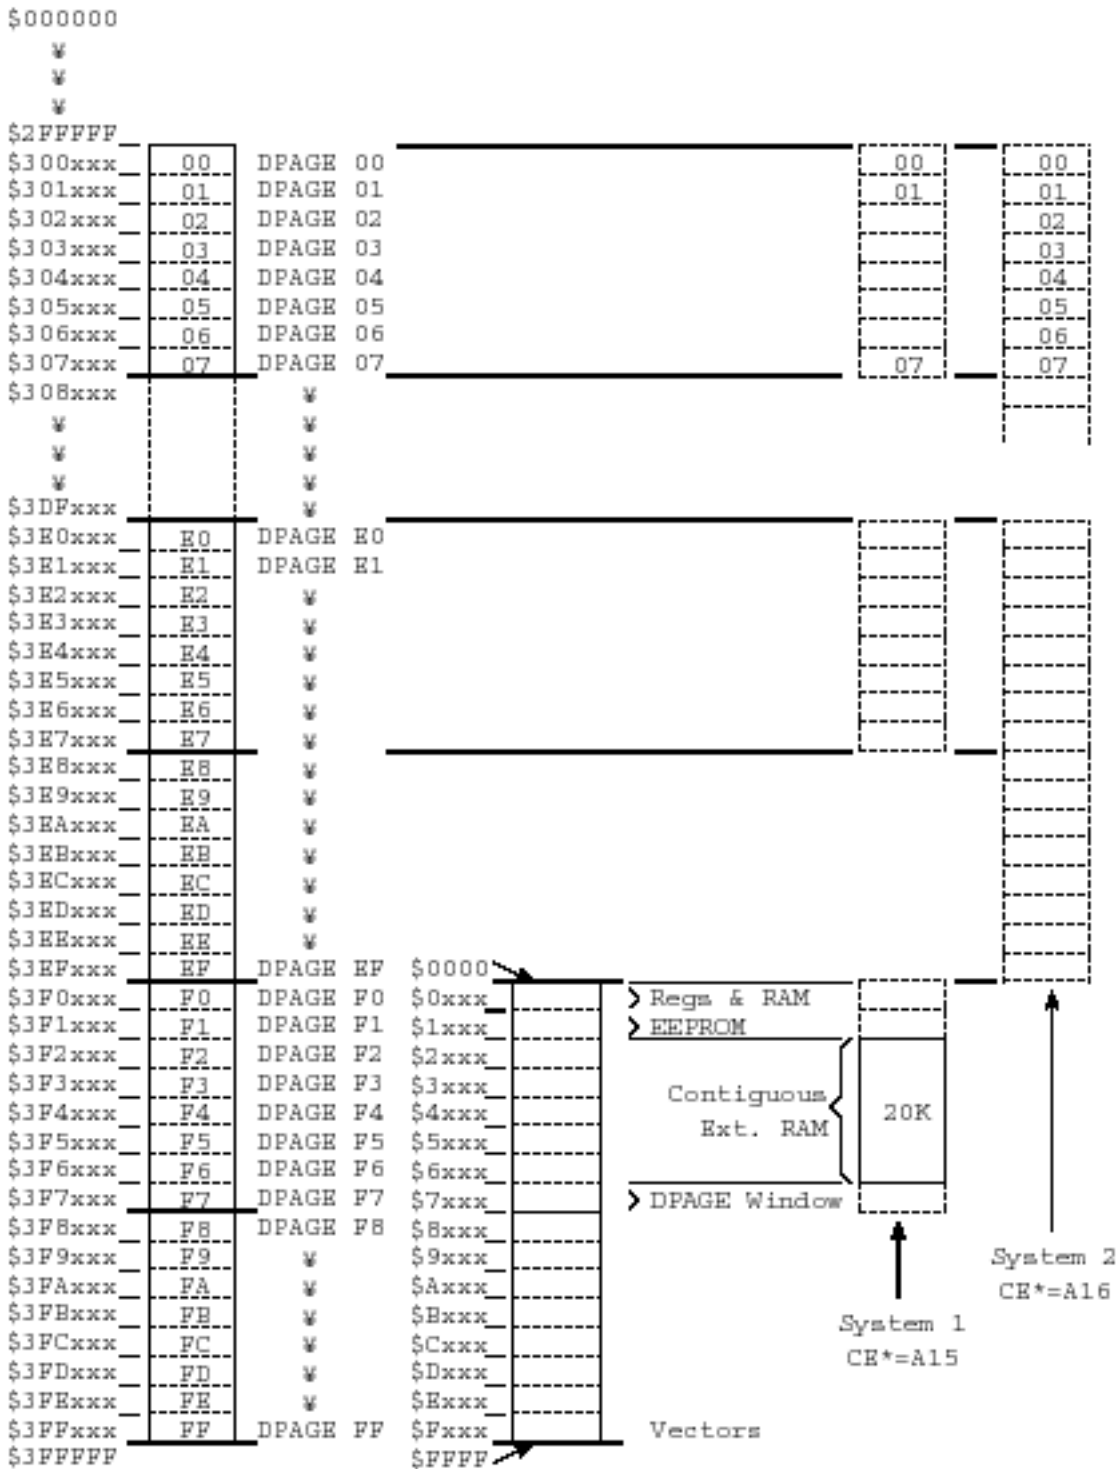 $000000
¥
¥
¥
$2FFFFF
$300xxx 00 DPAGE 00 00 00
$301xxx 01 DPAGE 01 01 01
$302xxx 02 DPAGE 02 02
$303xxx 03 DPAGE 03 03
$304xxx 04 DPAGE 04 04
$305xxx 05 DPAGE 05 05
$306xxx 06 DPAGE 06 06
$307xxx 07 DPAGE 07 07 07
$308xxx ¥
¥ ¥
¥ ¥
¥ ¥
$3DFxxx ¥
$3E0xxx E0 DPAGE E0
$3E1xxx E1 DPAGE E1
$3E2xxx E2 ¥
$3E3xxx E3 ¥
$3E4xxx E4 ¥
$3E5xxx E5 ¥
$3E6xxx E6 ¥
$3E7xxx E7 ¥
$3E8xxx E8 ¥
$3E9xxx E9 ¥
$3EAxxx EA ¥
$3EBxxx EB ¥
$3ECxxx EC ¥
$3EDxxx ED ¥
$3EExxx EE ¥
$3EFxxx EF DPAGE EF $0000
$3F0xxx F0 DPAGE F0 $0xxx Regs & RAM
$3F1xxx F1 DPAGE F1 $1xxx EEPROM
$3F2xxx F2 DPAGE F2 $2xxx
$3F3xxx F3 DPAGE F3 $3xxx Contiguous
$3F4xxx F4 DPAGE F4 $4xxx Ext. RAM 20K
$3F5xxx F5 DPAGE F5 $5xxx
$3F6xxx F6 DPAGE F6 $6xxx
$3F7xxx F7 DPAGE F7 $7xxx DPAGE Window
$3F8xxx F8 DPAGE F8 $8xxx
$3F9xxx F9 ¥ $9xxx System 2
$3FAxxx FA ¥ $Axxx CE*=A16
$3FBxxx FB ¥ $Bxxx System 1
$3FCxxx FC ¥ $Cxxx CE*=A15
$3FDxxx FD ¥ $Dxxx
$3FExxx FE ¥ $Exxx
$3FFxxx FF DPAGE FF $Fxxx Vectors
$3FFFFF $FFFF